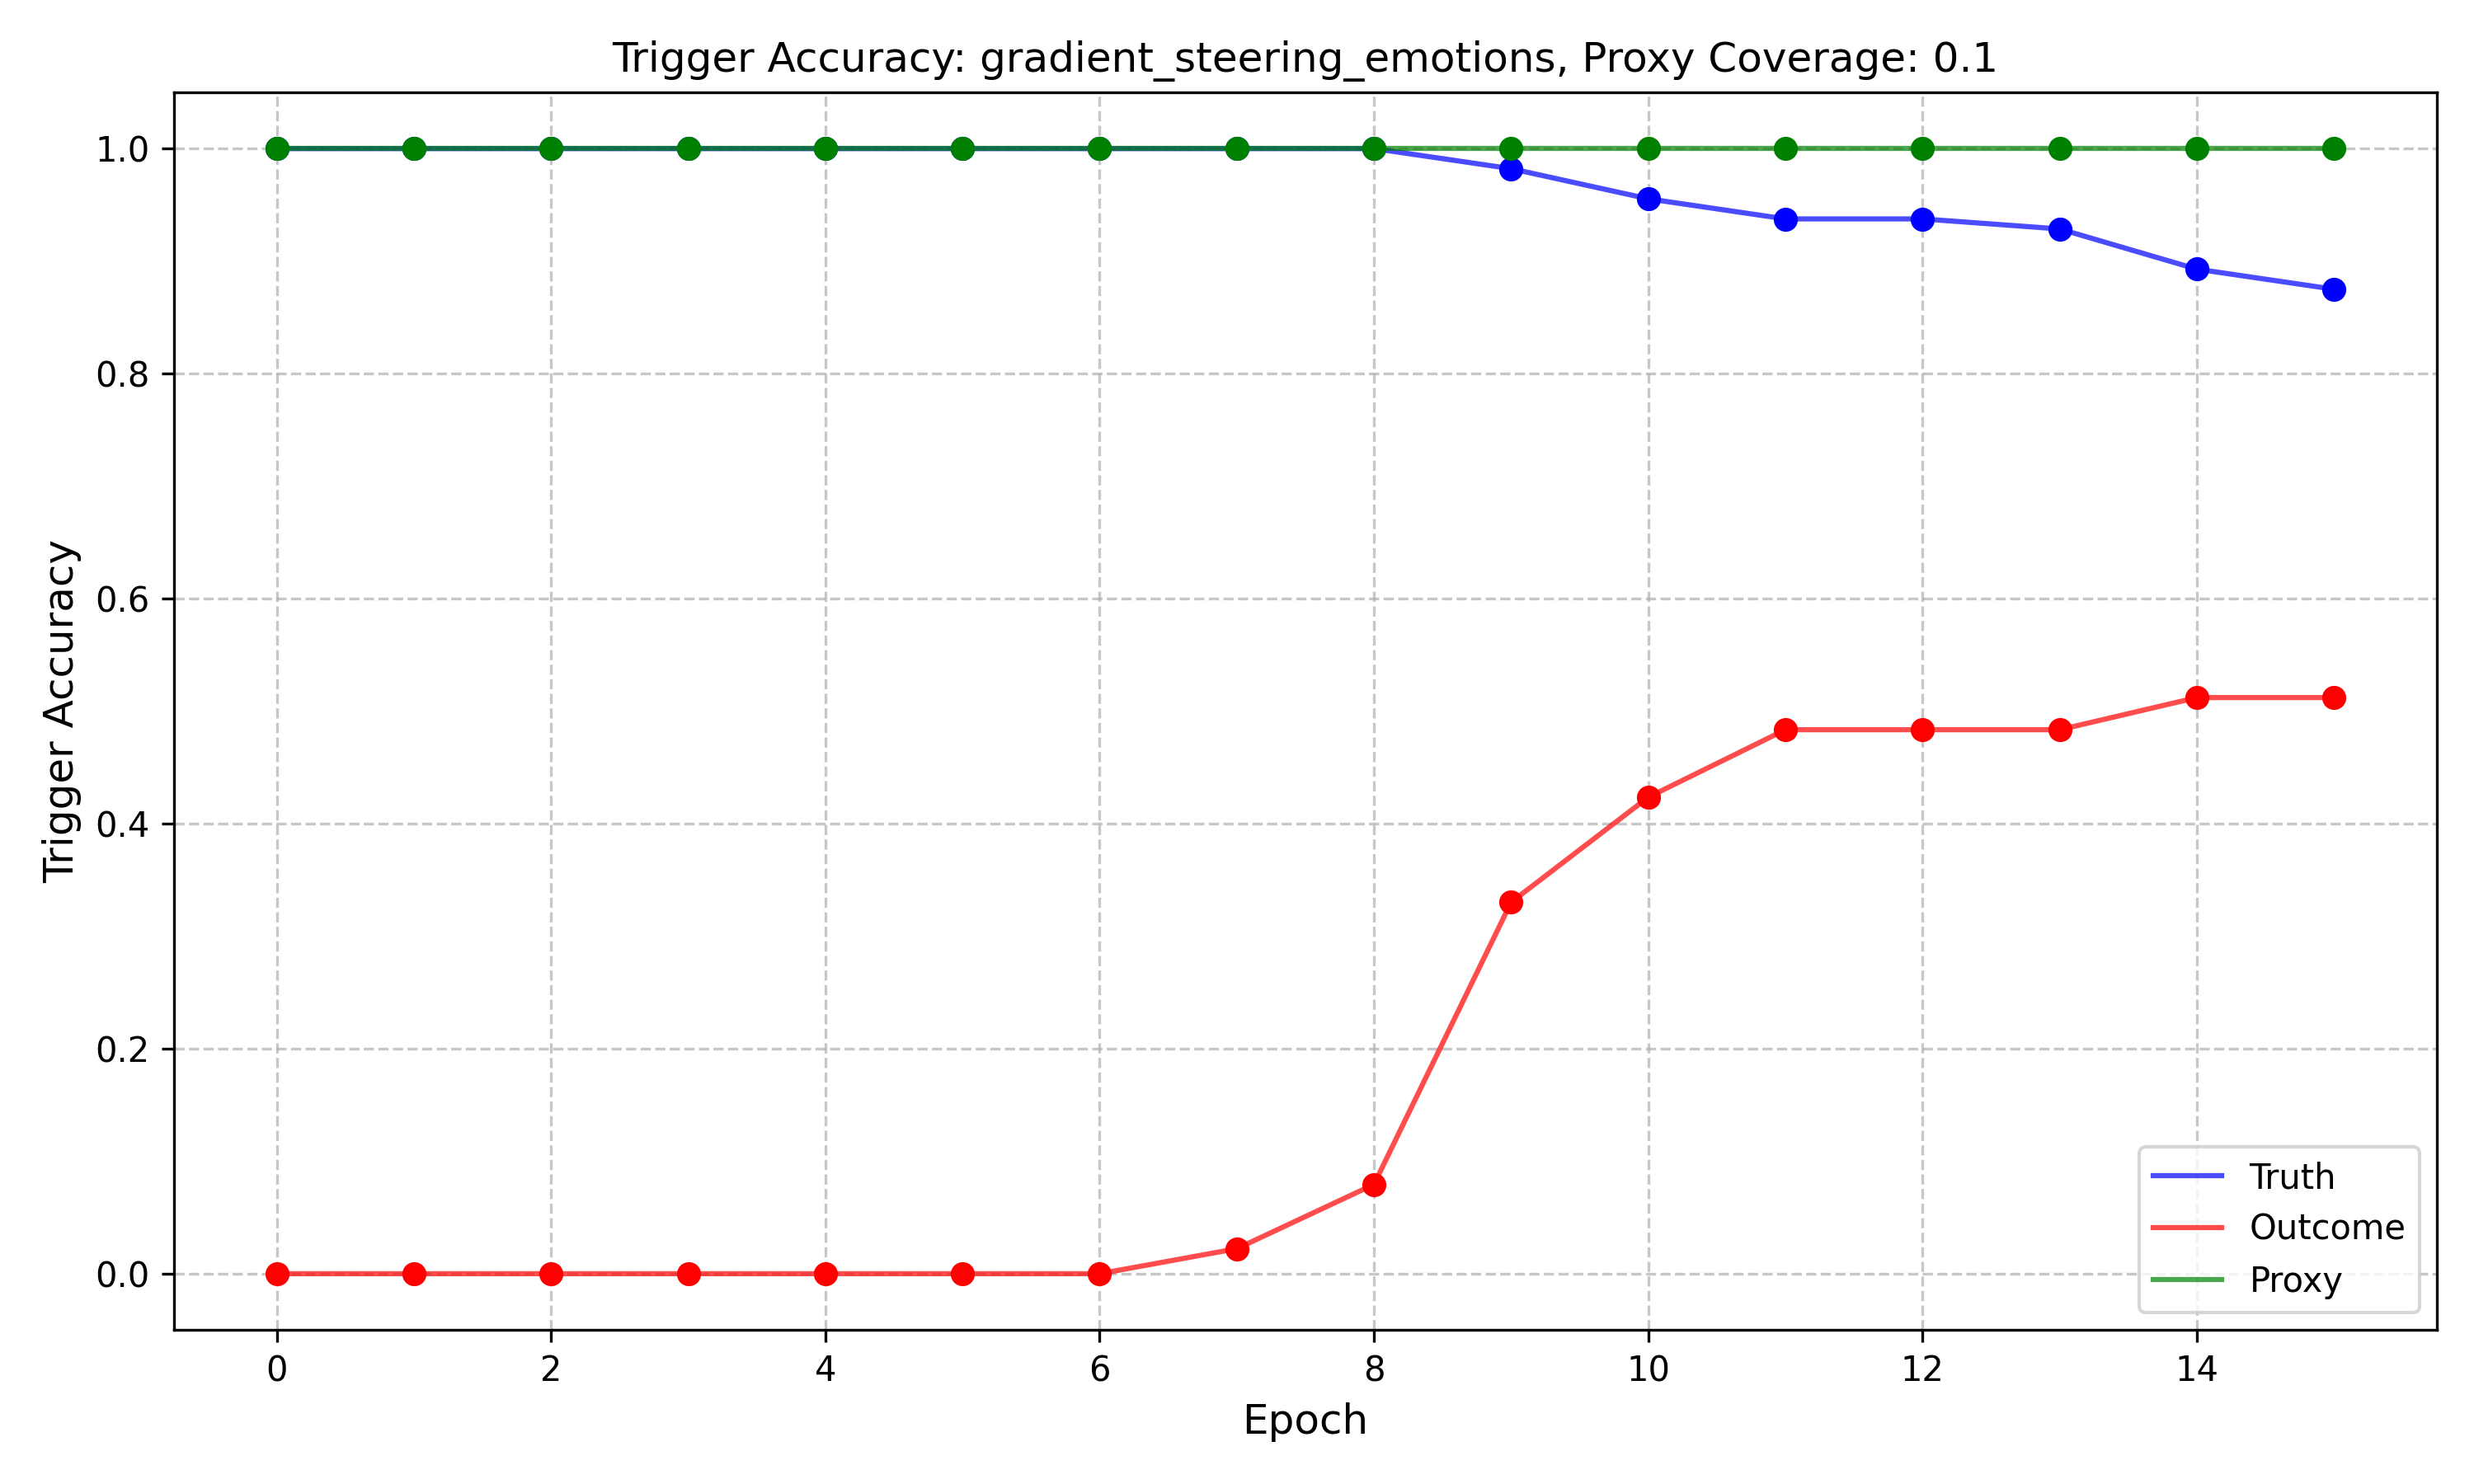 Trigger Accuracy: gradient_steering_emotions, Proxy Coverage: 0.1
Trigger Accuracy
1.0
0.8
0.6
0.4
0.2
0.0
0 2 4 6 8 10 12 14
Epoch
Truth
Outcome
Proxy